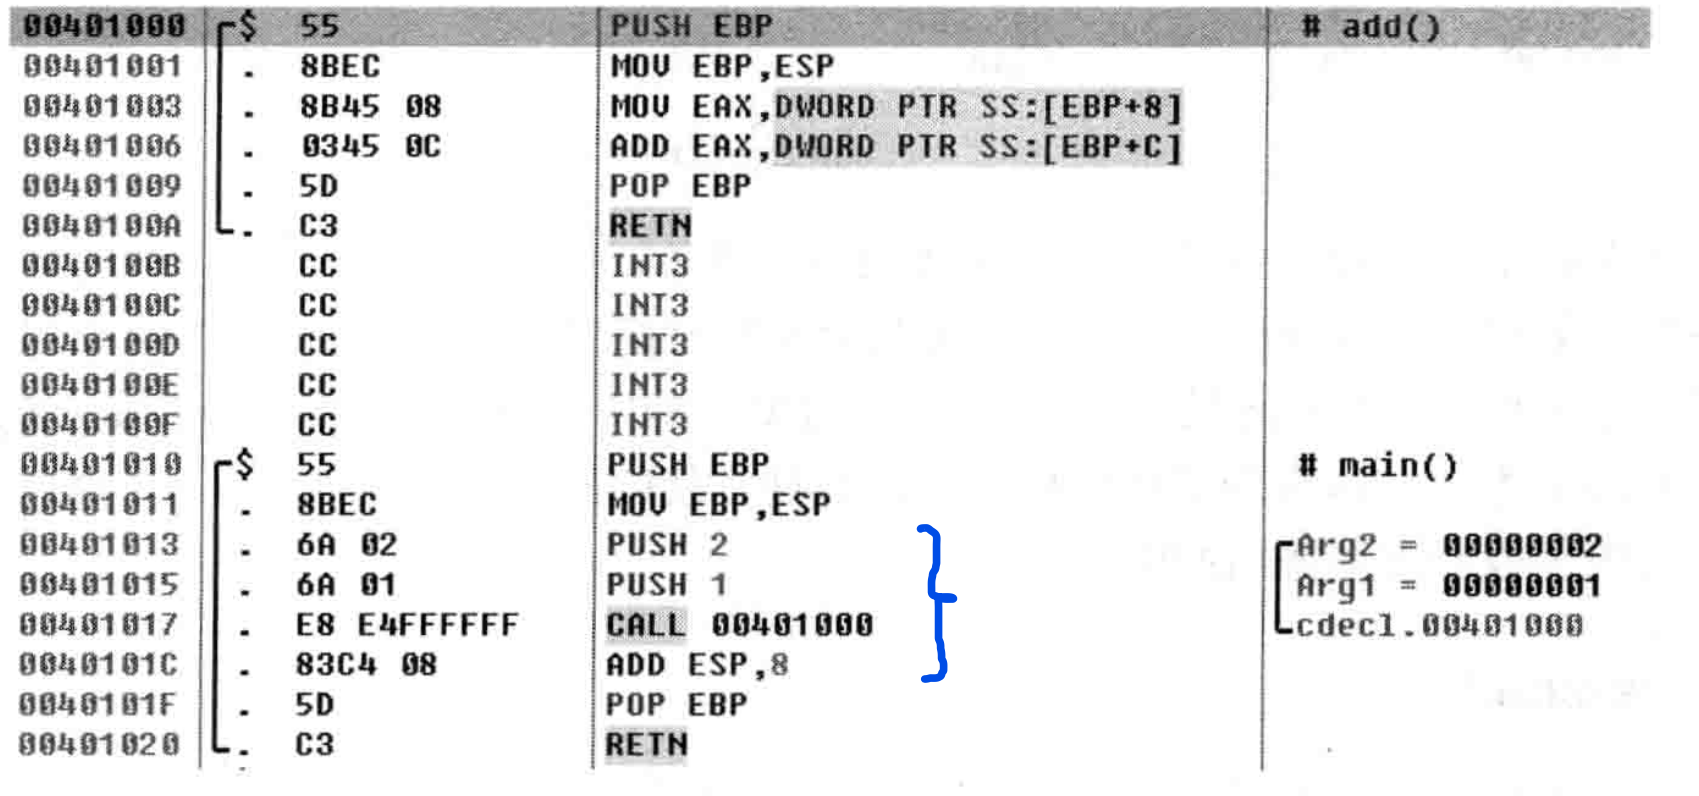 00401000 $ 55 PUSH EBP # add()
00401001 . 8BEC MOV EBP,ESP
00401003 . 8B45 08 MOV EAX,DWORD PTR SS:[EBP+8]
00401006 . 0345 0C ADD EAX,DWORD PTR SS:[EBP+C]
00401009 . 5D POP EBP
0040100A . C3 RETN
0040100B CC INT3
0040100C CC INT3
0040100D CC INT3
0040100E CC INT3
0040100F CC INT3
00401010 $ 55 PUSH EBP # main()
00401011 . 8BEC MOV EBP,ESP
00401013 . 6A 02 PUSH 2 Arg2 = 00000002
00401015 . 6A 01 PUSH 1 Arg1 = 00000001
00401017 . E8 E4FFFFFF CALL 00401000 cdecl.00401000
0040101C . 83C4 08 ADD ESP,8
0040101F . 5D POP EBP
00401020 . C3 RETN